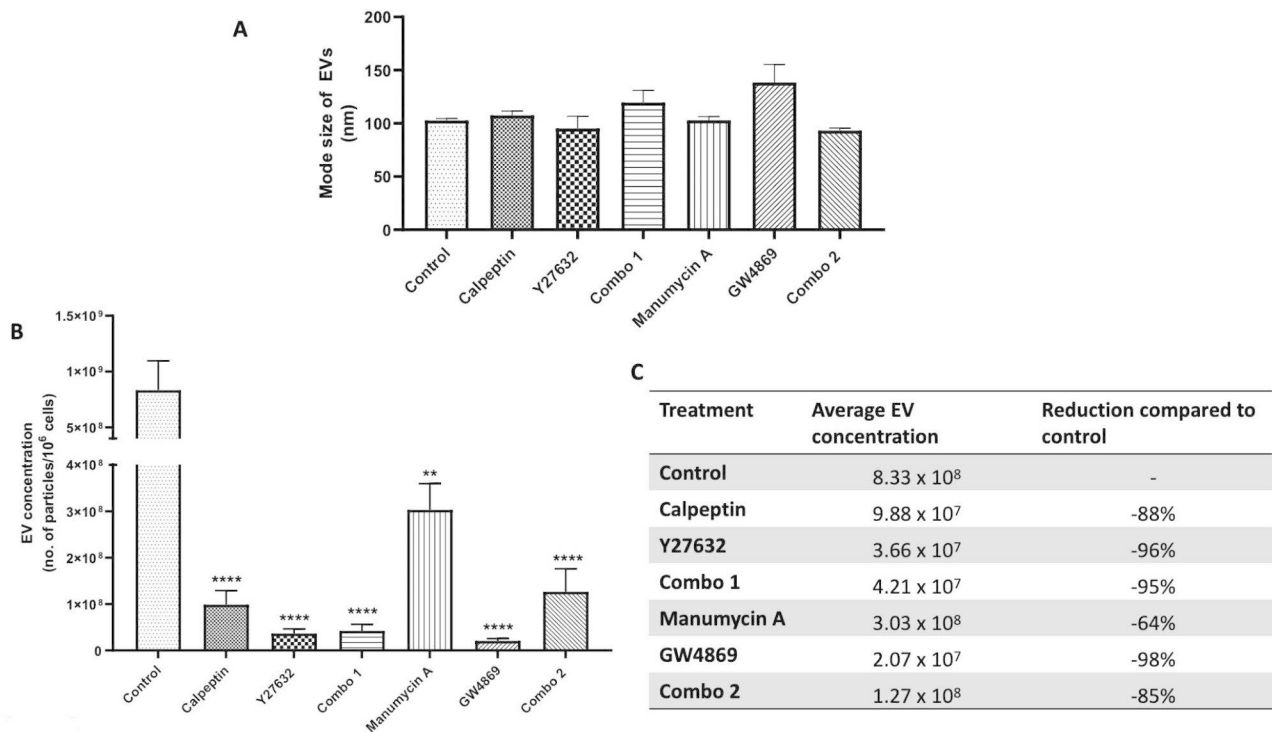 A
Mode size of EVs
(nm)
200
150
100
50
0
Control
Calpeptin
Y27632
Combo 1
Manumycin A
GW4869
Combo 2
B
EV concentration
(no. of particles/10⁶ cells)
1.5×10⁹
1×10⁹
5×10⁸
4×10⁸
3×10⁸
2×10⁸
1×10⁸
0
****
****
****
**
****
****
Control
Calpeptin
Y27632
Combo 1
Manumycin A
GW4869
Combo 2
C
Treatment Average EV Reduction compared to
concentration control
Control 8.33 x 10⁸ -
Calpeptin 9.88 x 10⁷ -88%
Y27632 3.66 x 10⁷ -96%
Combo 1 4.21 x 10⁷ -95%
Manumycin A 3.03 x 10⁸ -64%
GW4869 2.07 x 10⁷ -98%
Combo 2 1.27 x 10⁸ -85%